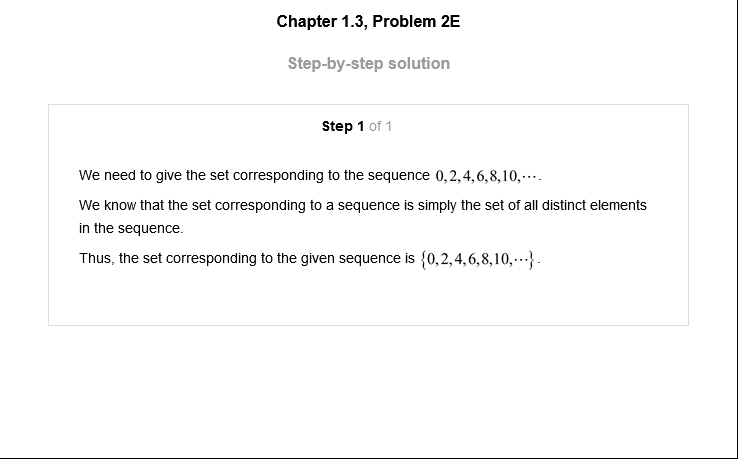 Chapter 1.3, Problem 2E
Step-by-step solution
Step 1 of 1
We need to give the set corresponding to the sequence 0,2,4,6,8,10,⋯.
We know that the set corresponding to a sequence is simply the set of all distinct elements
in the sequence.
Thus, the set corresponding to the given sequence is {0,2,4,6,8,10,⋯}.